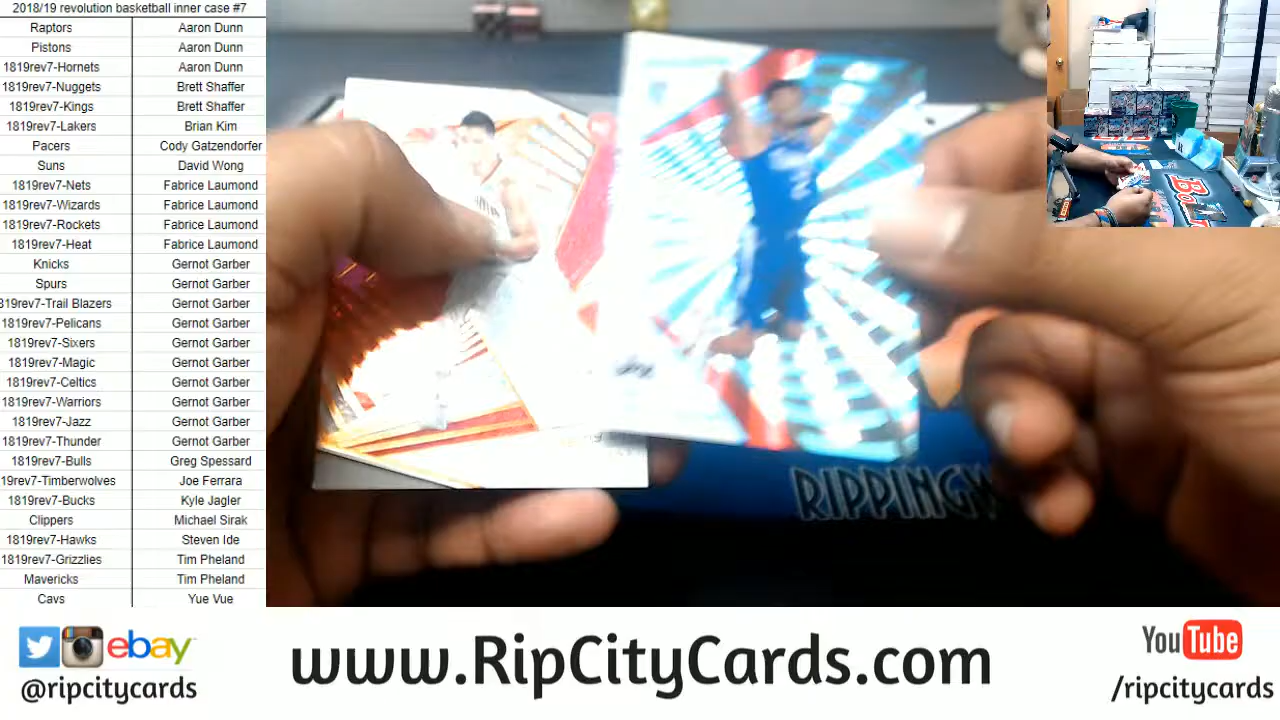 2018/19 revolution basketball inner case #7
Raptors Aaron Dunn
Pistons Aaron Dunn
1819rev7-Hornets Aaron Dunn
1819rev7-Nuggets Brett Shaffer
1819rev7-Kings Brett Shaffer
1819rev7-Lakers Brian Kim
Pacers Cody Gatzendorfer
Suns David Wong
1819rev7-Nets Fabrice Laumond
1819rev7-Wizards Fabrice Laumond
1819rev7-Rockets Fabrice Laumond
1819rev7-Heat Fabrice Laumond
Knicks Gernot Garber
Spurs Gernot Garber
819rev7-Trail Blazers Gernot Garber
1819rev7-Pelicans Gernot Garber
1819rev7-Sixers Gernot Garber
1819rev7-Magic Gernot Garber
1819rev7-Celtics Gernot Garber
1819rev7-Warriors Gernot Garber
1819rev7-Jazz Gernot Garber
1819rev7-Thunder Gernot Garber
1819rev7-Bulls Greg Spessard
19rev7-Timberwolves Joe Ferrara
1819rev7-Bucks Kyle Jagler
Clippers Michael Sirak
1819rev7-Hawks Steven Ide
1819rev7-Grizzlies Tim Pheland
Mavericks Tim Pheland
Cavs Yue Vue
RIPPINGW
ebay
@ripcitycards
www.RipCityCards.com
YouTube
/ripcitycards